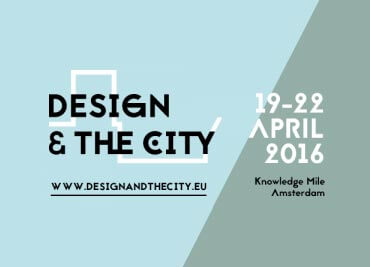 DESIGN
& THE CITY
WWW.DESIGNANDTHECITY.EU
19-22
APRIL
2016
Knowledge Mile
Amsterdam